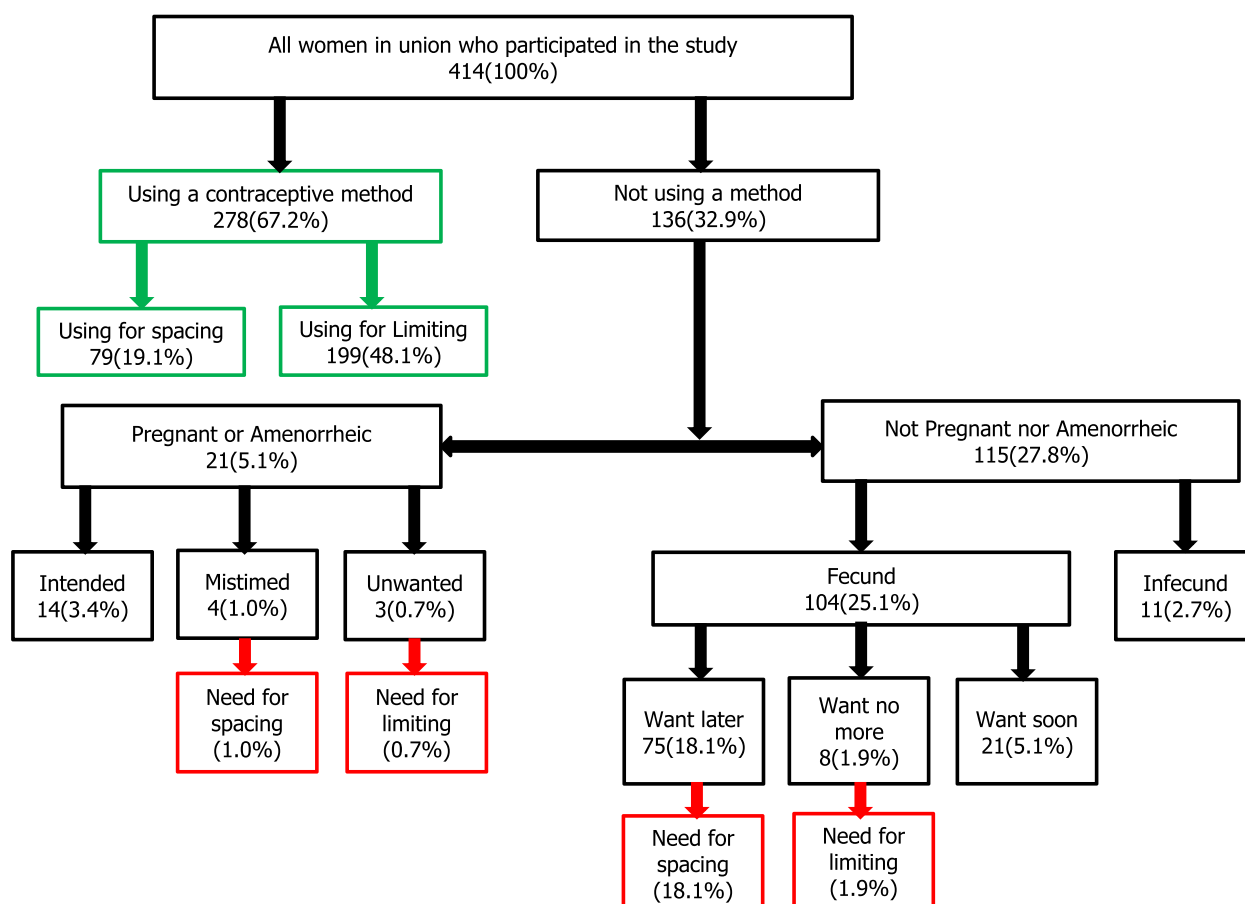 All women in union who participated in the study
414(100%)
Using a contraceptive method
278(67.2%)
Not using a method
136(32.9%)
Using for spacing
79(19.1%)
Using for Limiting
199(48.1%)
Pregnant or Amenorrheic
21(5.1%)
Not Pregnant nor Amenorrheic
115(27.8%)
Intended
14(3.4%)
Mistimed
4(1.0%)
Unwanted
3(0.7%)
Fecund
104(25.1%)
Infecund
11(2.7%)
Need for
spacing
(1.0%)
Need for
limiting
(0.7%)
Want later
75(18.1%)
Want no
more
8(1.9%)
Want soon
21(5.1%)
Need for
spacing
(18.1%)
Need for
limiting
(1.9%)